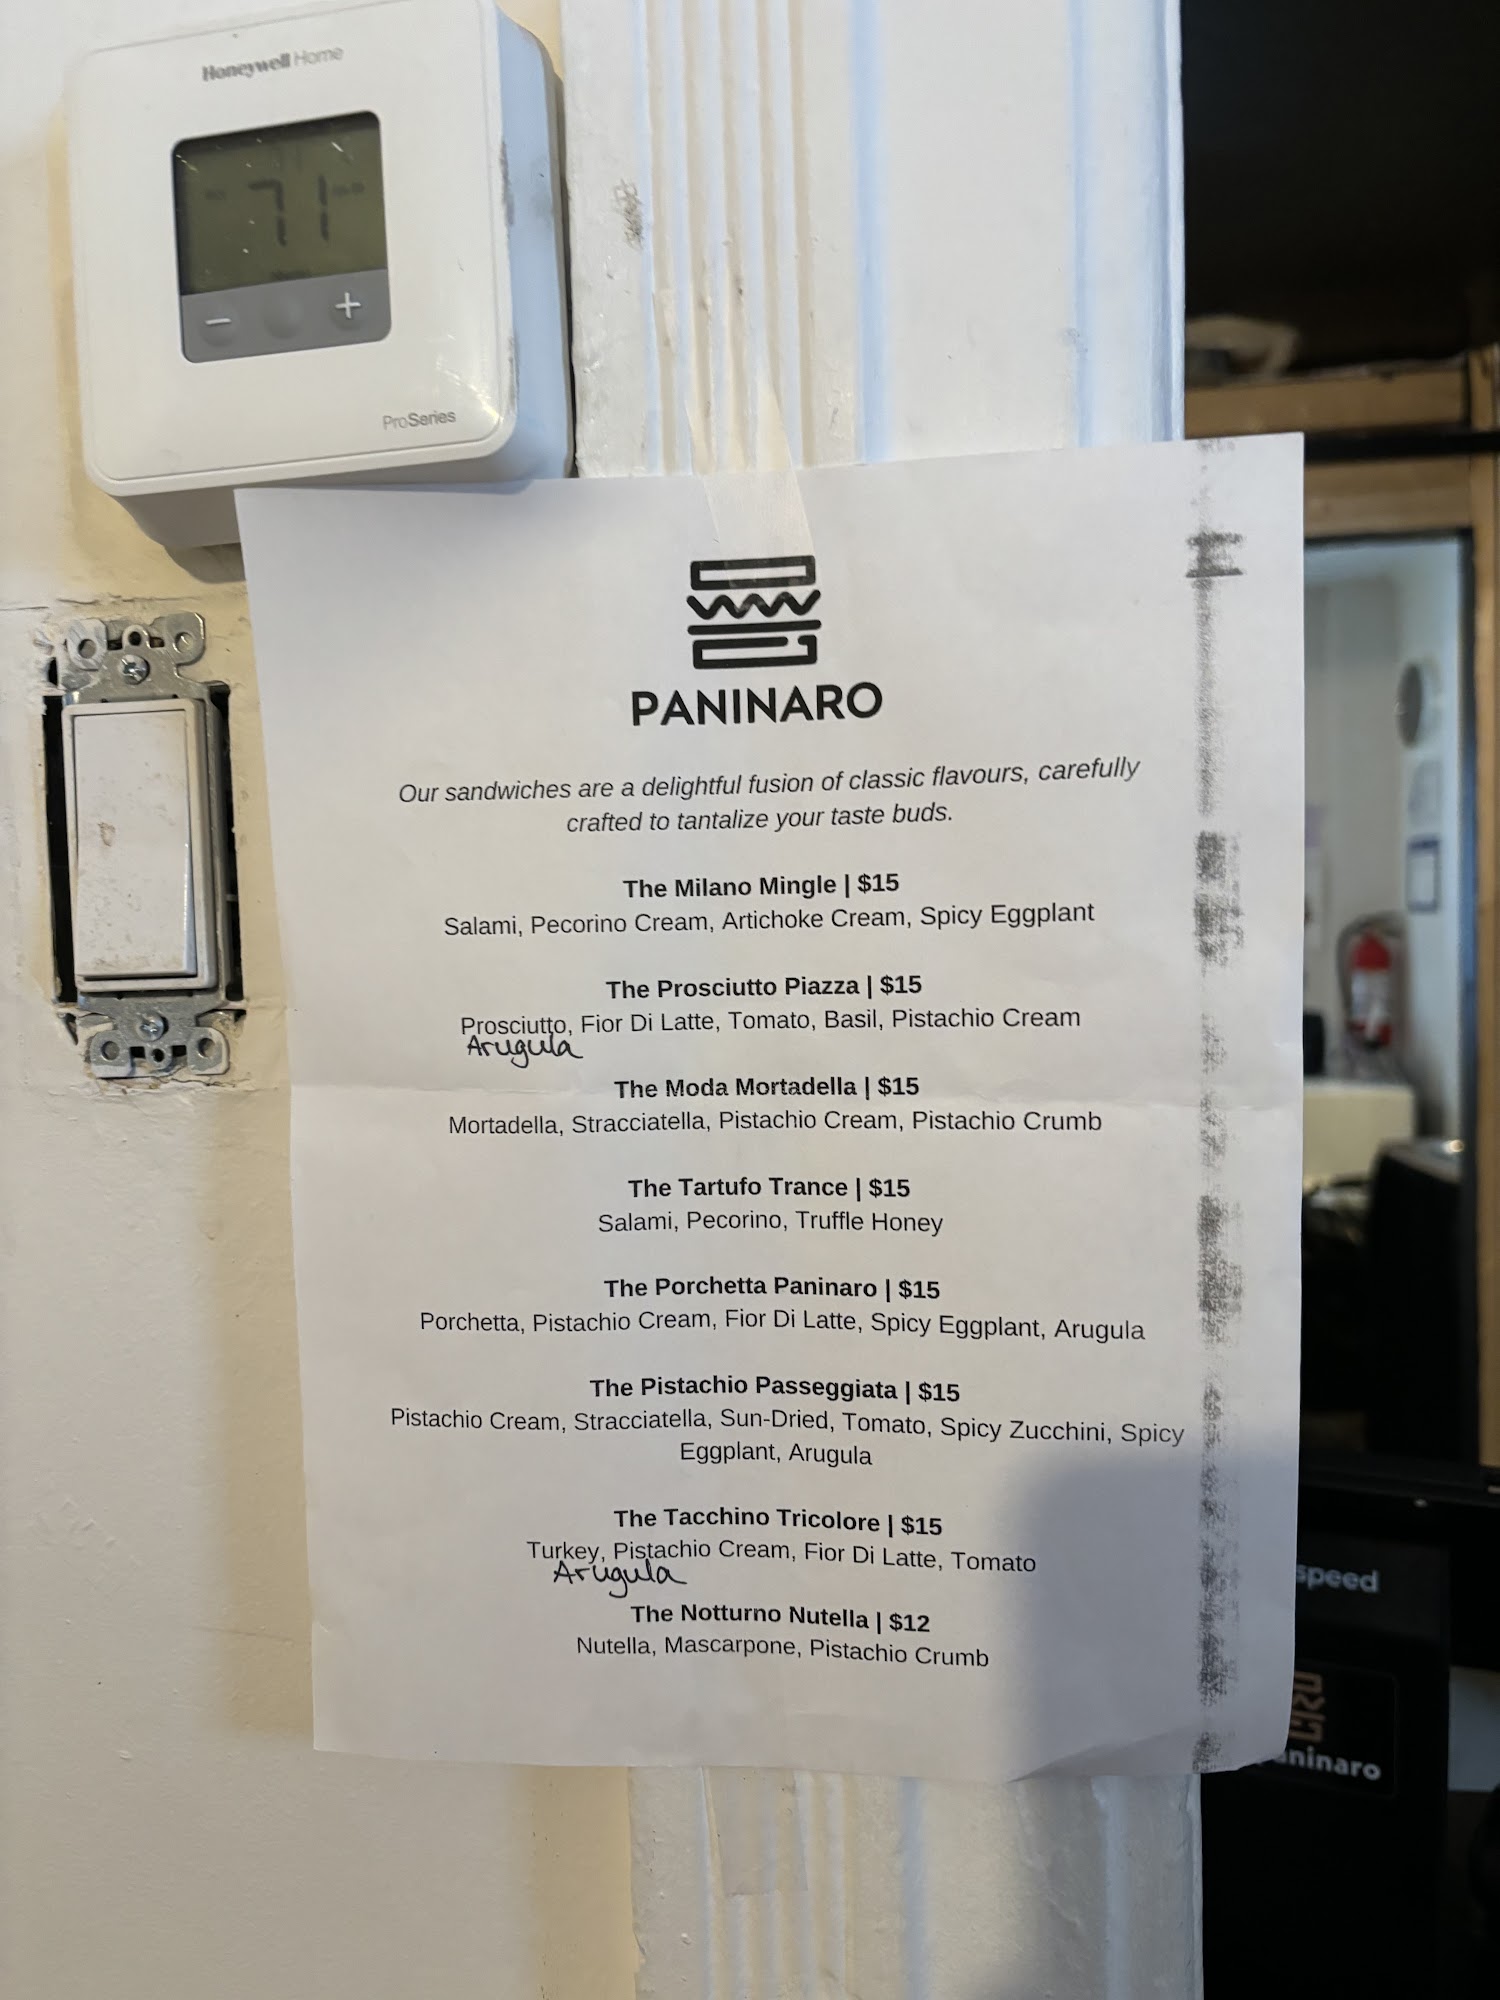 Honeywell Home
71
ProSeries
PANINARO
Our sandwiches are a delightful fusion of classic flavours, carefully
crafted to tantalize your taste buds.
The Milano Mingle | $15
Salami, Pecorino Cream, Artichoke Cream, Spicy Eggplant
The Prosciutto Piazza | $15
Prosciutto, Fior Di Latte, Tomato, Basil, Pistachio Cream
Arugula
The Moda Mortadella | $15
Mortadella, Stracciatella, Pistachio Cream, Pistachio Crumb
The Tartufo Trance | $15
Salami, Pecorino, Truffle Honey
The Porchetta Paninaro | $15
Porchetta, Pistachio Cream, Fior Di Latte, Spicy Eggplant, Arugula
The Pistachio Passeggiata | $15
Pistachio Cream, Stracciatella, Sun-Dried, Tomato, Spicy Zucchini, Spicy
Eggplant, Arugula
The Tacchino Tricolore | $15
Turkey, Pistachio Cream, Fior Di Latte, Tomato
Arugula
The Notturno Nutella | $12
Nutella, Mascarpone, Pistachio Crumb
speed
aninaro